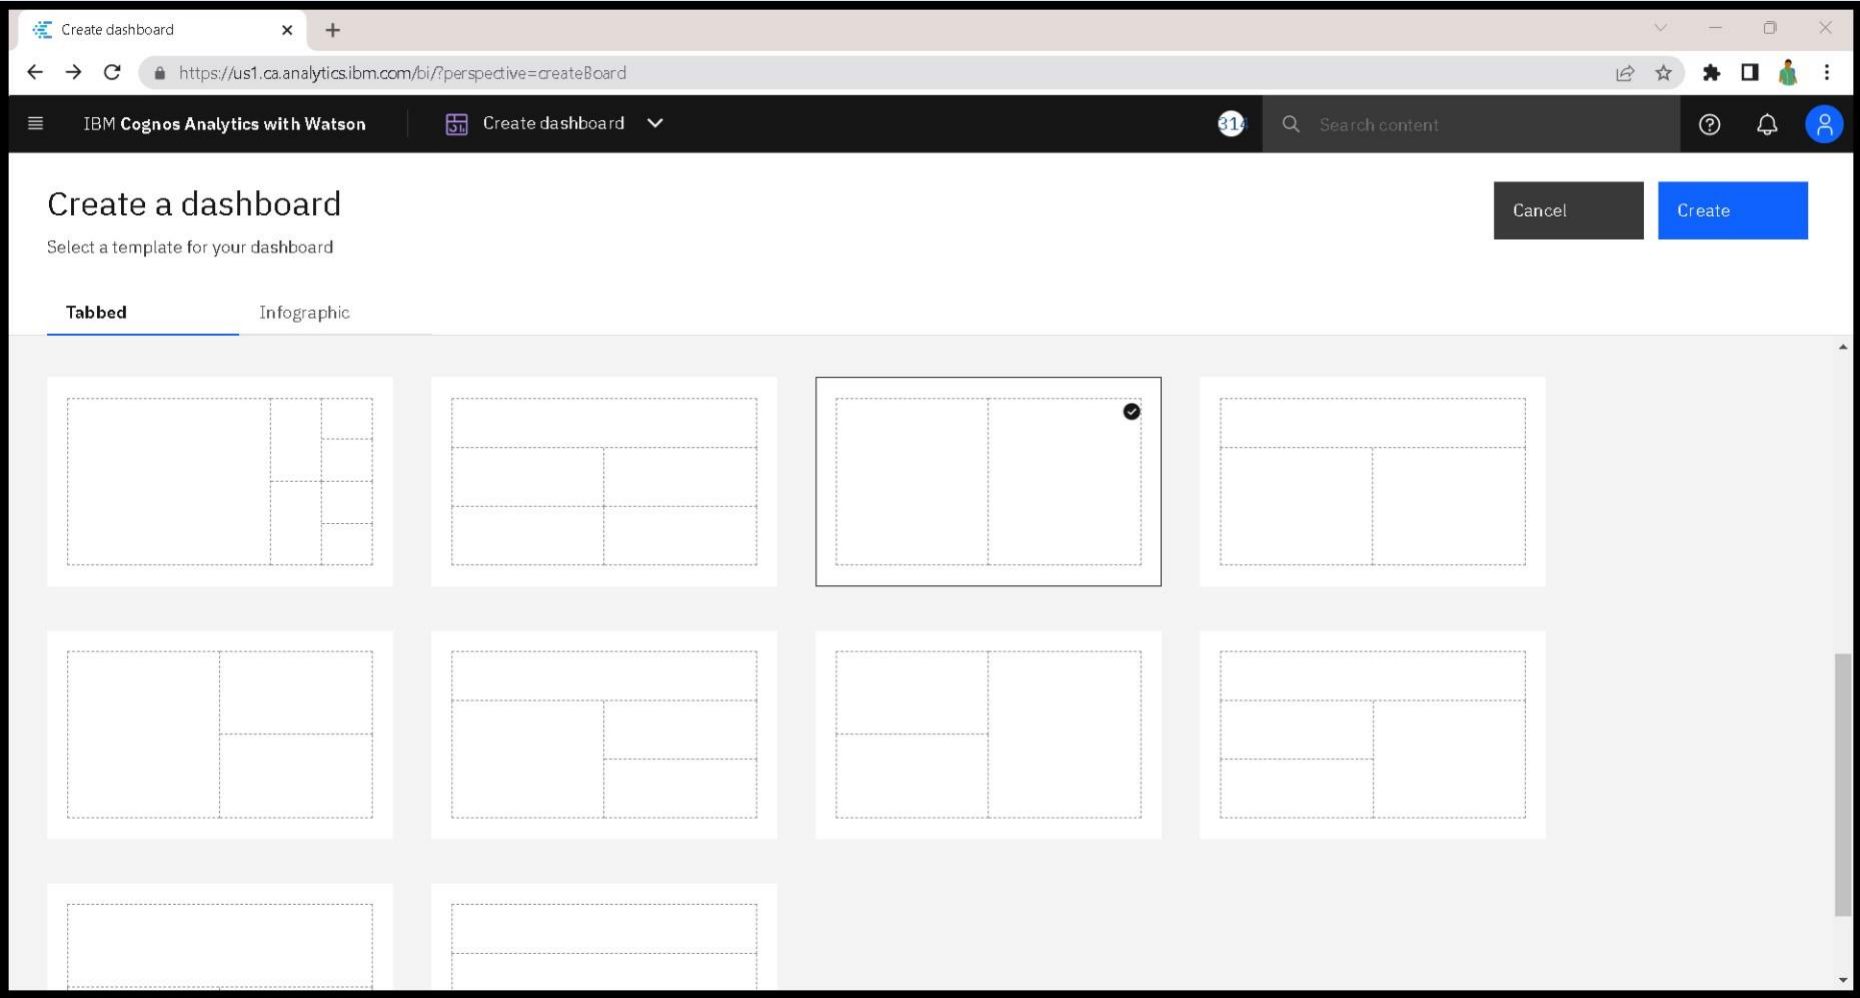 Create dashboard
https://us1.ca.analytics.ibm.com/bi/?perspective=createBoard
IBM Cognos Analytics with Watson
Create dashboard
314
Search content
Create a dashboard
Cancel
Create
Select a template for your dashboard
Tabbed
Infographic